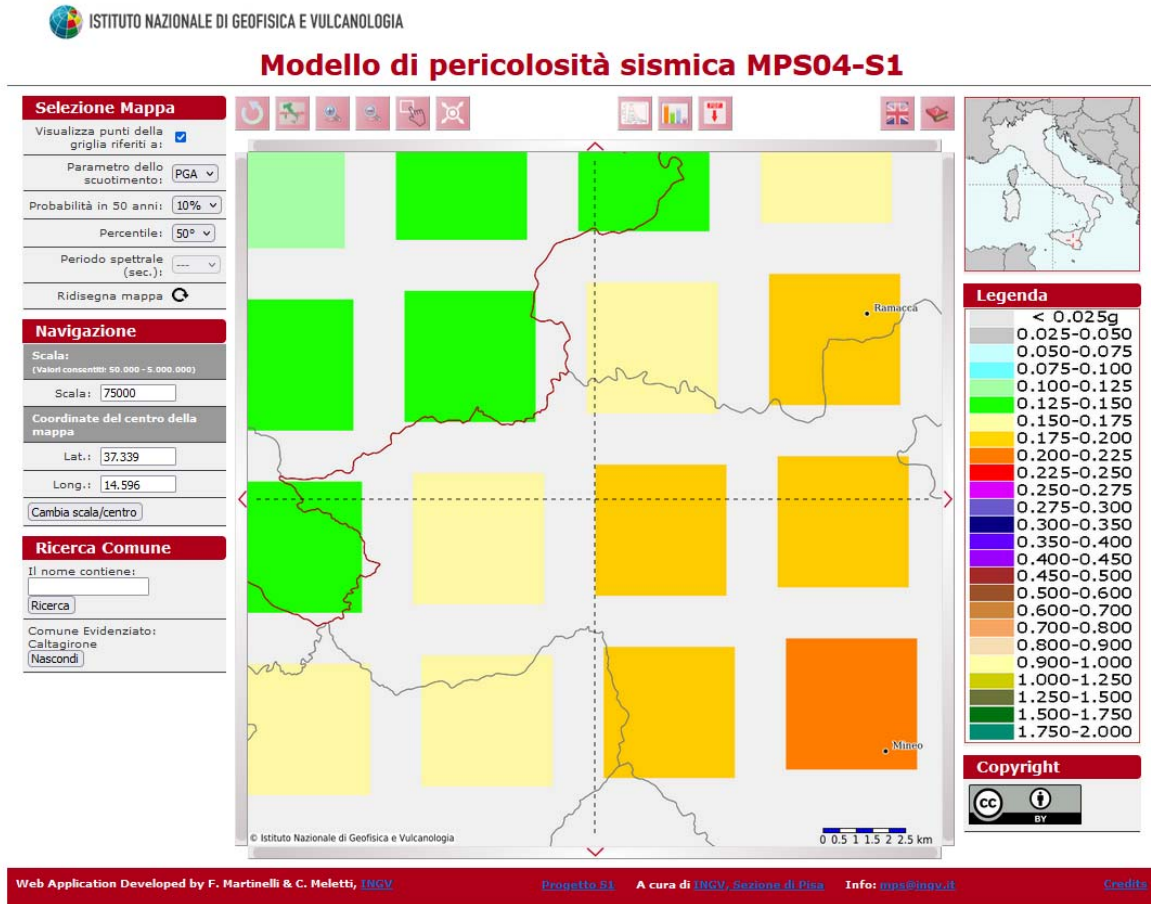 ISTITUTO NAZIONALE DI GEOFISICA E VULCANOLOGIA
Modello di pericolosità sismica MPS04-S1
Selezione Mappa
Visualizza punti della
griglia riferiti a:
Parametro dello
scuotimento: PGA
Probabilità in 50 anni: 10%
Percentile: 50°
Periodo spettrale
(sec.): ---
Ridisegna mappa
Navigazione
Scala:
(Valori consentiti: 50.000 - 5.000.000)
Scala: 75000
Coordinate del centro della
mappa
Lat.: 37.339
Long.: 14.596
Cambia scala/centro
Ricerca Comune
Il nome contiene:
Ricerca
Comune Evidenziato:
Caltagirone
Nascondi
PDF
Ramacca
Mineo
© Istituto Nazionale di Geofisica e Vulcanologia
0 0.5 1 1.5 2 2.5 km
Legenda
< 0.025g
0.025-0.050
0.050-0.075
0.075-0.100
0.100-0.125
0.125-0.150
0.150-0.175
0.175-0.200
0.200-0.225
0.225-0.250
0.250-0.275
0.275-0.300
0.300-0.350
0.350-0.400
0.400-0.450
0.450-0.500
0.500-0.600
0.600-0.700
0.700-0.800
0.800-0.900
0.900-1.000
1.000-1.250
1.250-1.500
1.500-1.750
1.750-2.000
Copyright
cc
BY
Web Application Developed by F. Martinelli & C. Meletti, INGV
Progetto S1 A cura di INGV, Sezione di Pisa Info: mps@ingv.it
Credits